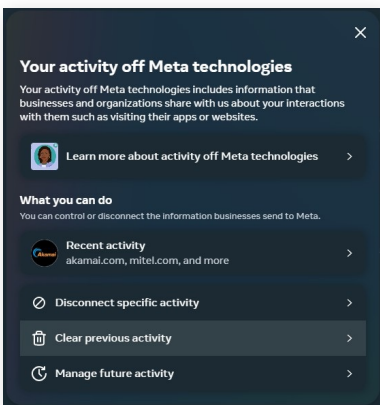 Your activity off Meta technologies
Your activity off Meta technologies includes information that
businesses and organizations share with us about your interactions
with them such as visiting their apps or websites.
Learn more about activity off Meta technologies
What you can do
You can control or disconnect the information businesses send to Meta.
Akamai
Recent activity
akamai.com, mitel.com, and more
Disconnect specific activity
Clear previous activity
Manage future activity